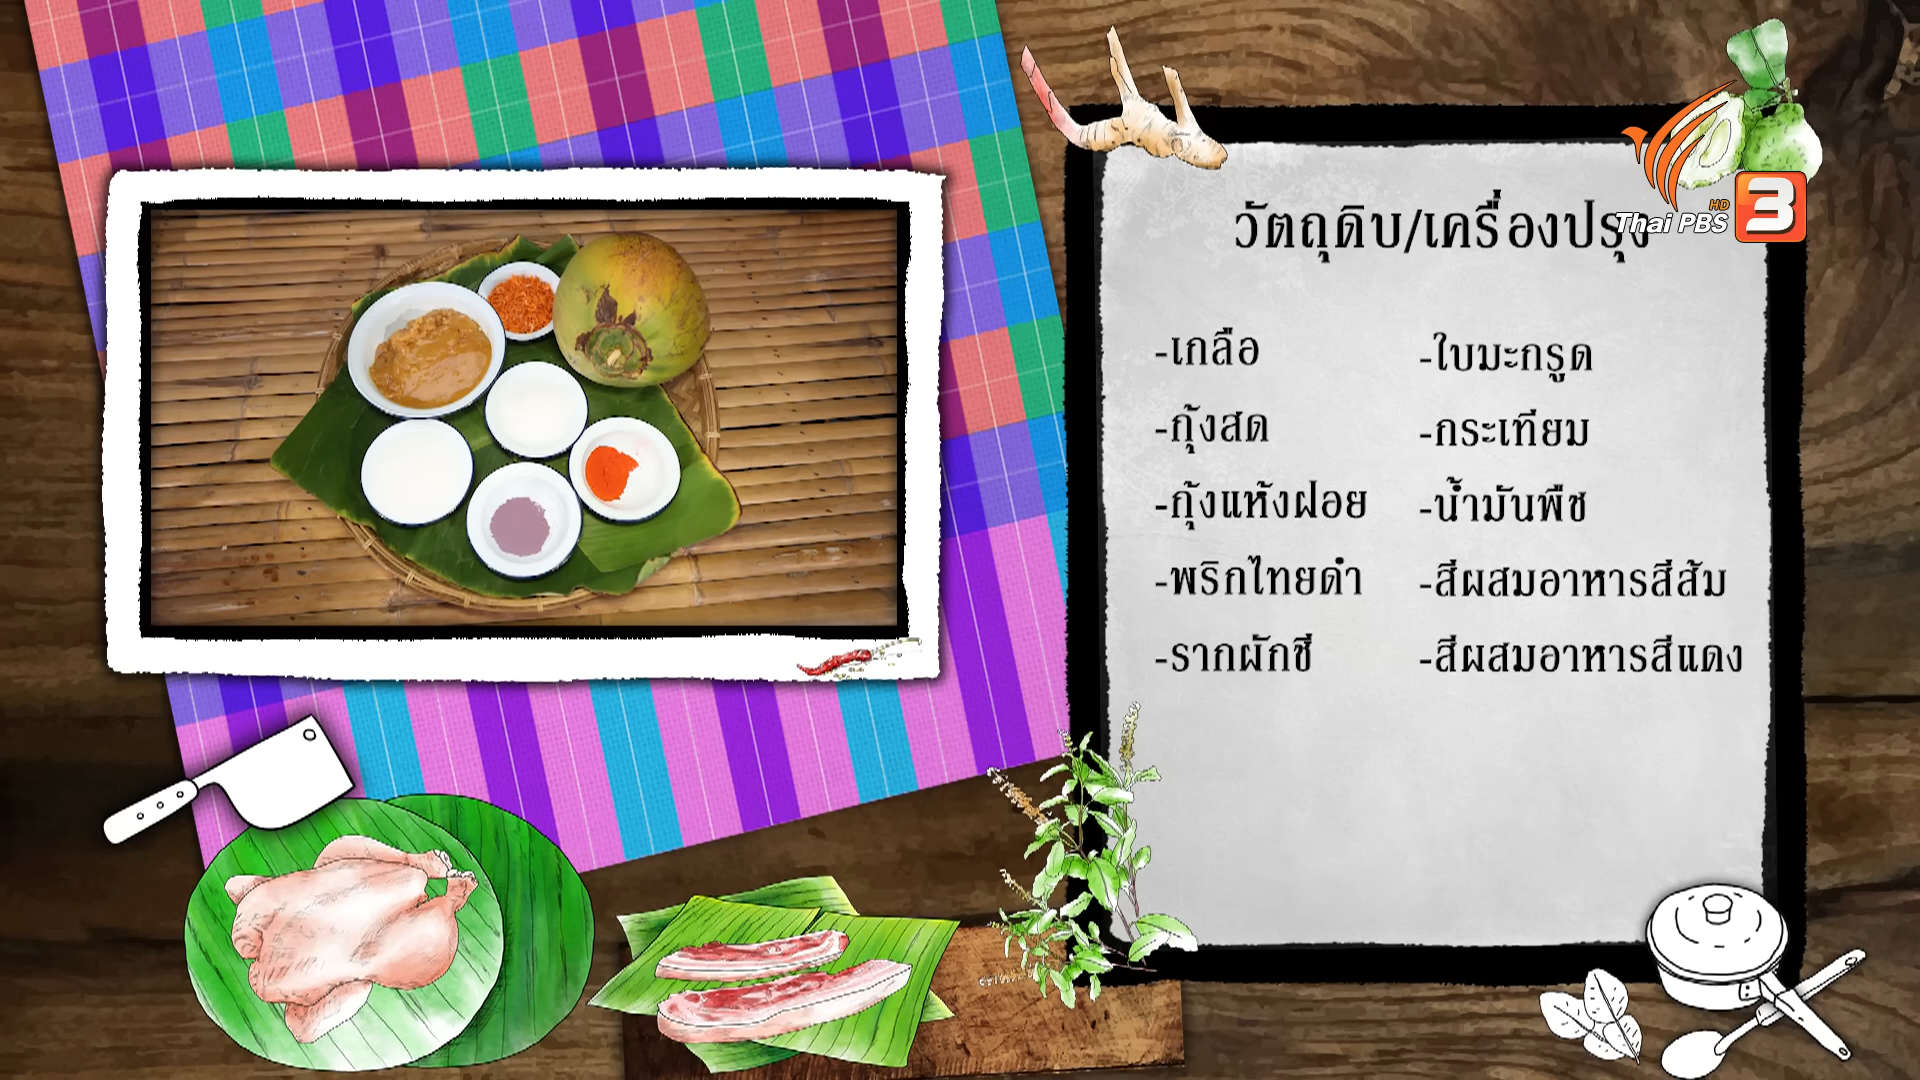 วัตถุดิบ/เครื่องปรุง
HD
Thai PBS 3
-เกลือ
-กุ้งสด
-กุ้งแห้งฝอย
-พริกไทยดำ
-รากผักชี
-ใบมะกรูด
-กระเทียม
-น้ำมันพืช
-สีผสมอาหารสีส้ม
-สีผสมอาหารสีแดง